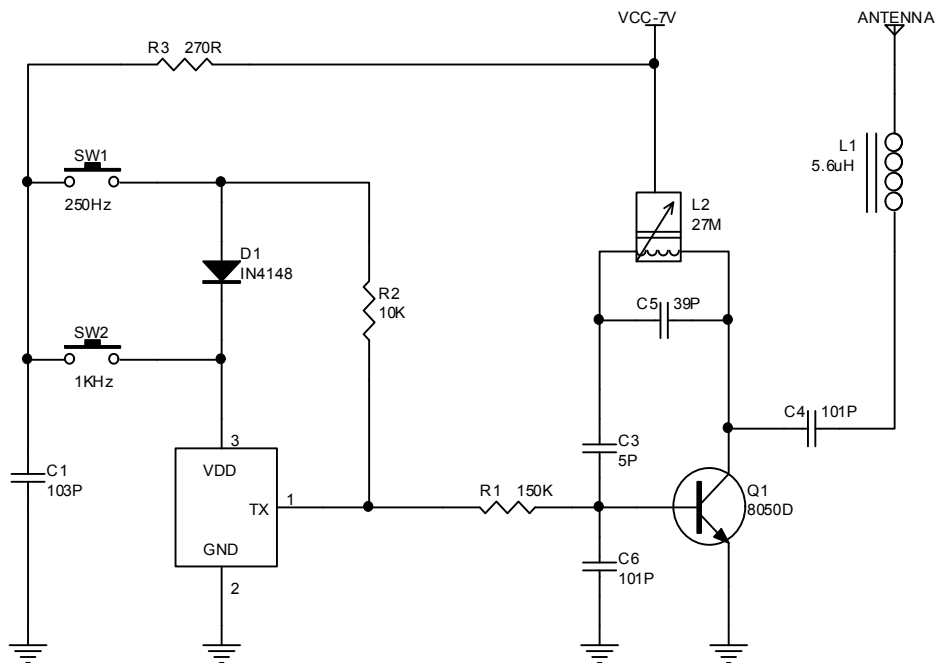 VCC-7V
ANTENNA
R3 270R
SW1
250Hz
L1
5.6uH
L2
27M
D1
IN4148
R2
10K
C5 39P
SW2
1KHz
C4 101P
3
VDD
C3
5P
C1
103P
TX
1
R1 150K
Q1
8050D
GND
2
C6
101P